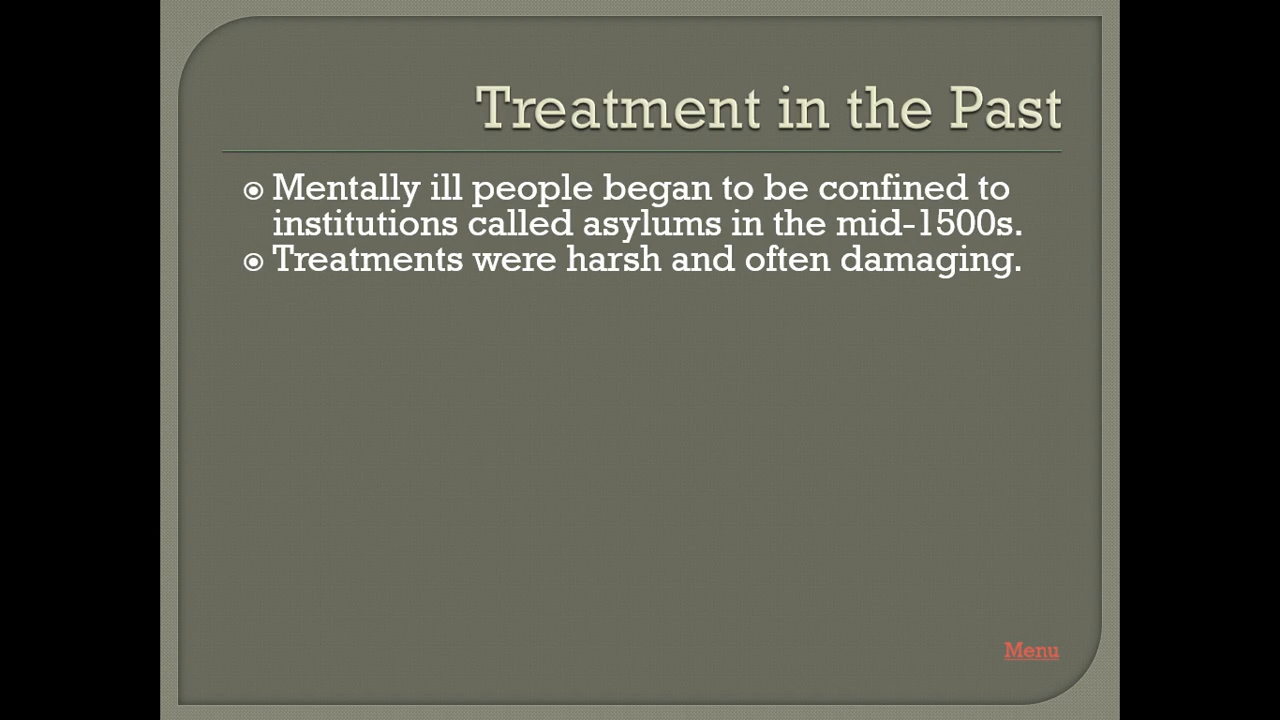 Treatment in the Past
Mentally ill people began to be confined to
institutions called asylums in the mid-1500s.
Treatments were harsh and often damaging.
Menu